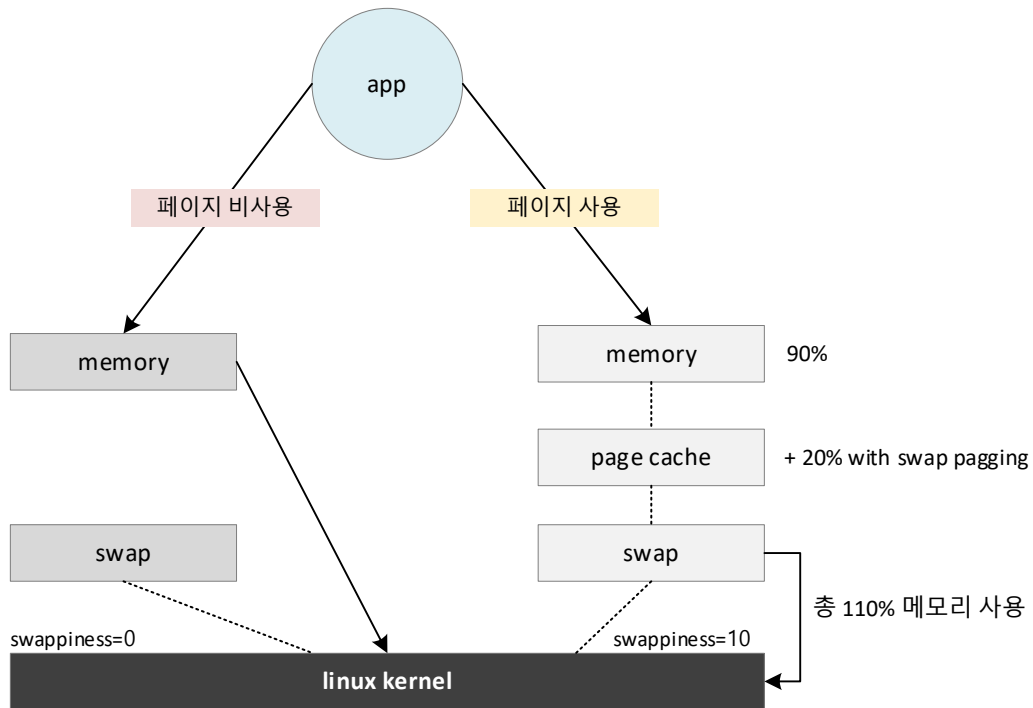 app
페이지 비사용
페이지 사용
memory
memory
90%
page cache
+ 20% with swap pagging
swap
swap
총 110% 메모리 사용
swappiness=0
swappiness=10
linux kernel